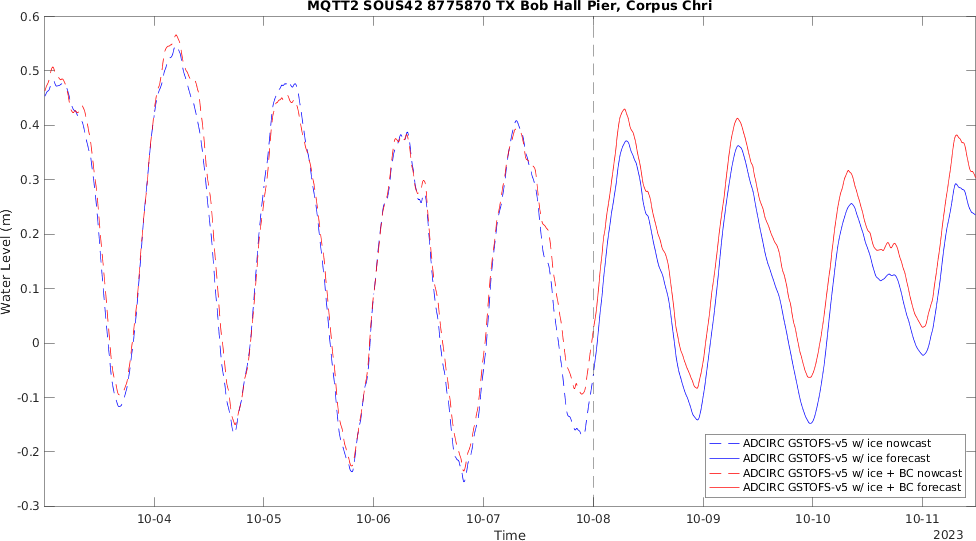 MQTT2 SOUS42 8775870 TX Bob Hall Pier, Corpus Chri
0.6
0.5
0.4
0.3
0.2
0.1
0
-0.1
-0.2
-0.3
Water Level (m)
10-04 10-05 10-06 10-07 10-08 10-09 10-10 10-11
Time
2023
ADCIRC GSTOFS-v5 w/ ice nowcast
ADCIRC GSTOFS-v5 w/ ice forecast
ADCIRC GSTOFS-v5 w/ ice + BC nowcast
ADCIRC GSTOFS-v5 w/ ice + BC forecast